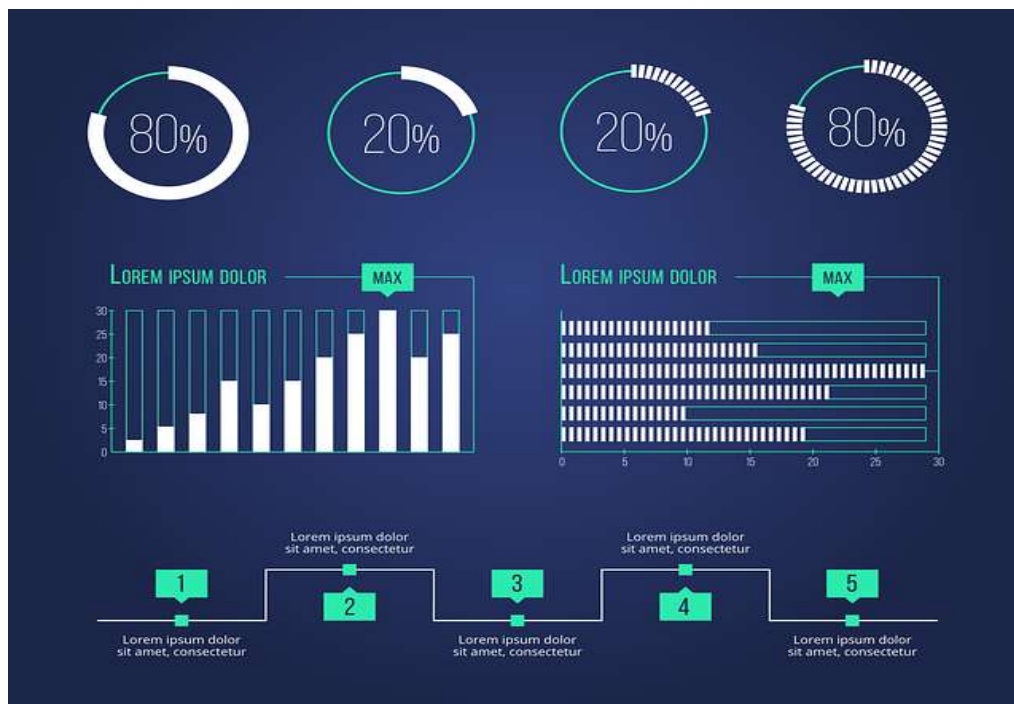 80%
20%
20%
80%
LOREM IPSUM DOLOR
MAX
30
25
20
15
10
5
0
LOREM IPSUM DOLOR
MAX
0 5 10 15 20 25 30
1
Lorem ipsum dolor
sit amet, consectetur
Lorem ipsum dolor
sit amet, consectetur
2
3
Lorem ipsum dolor
sit amet, consectetur
Lorem ipsum dolor
sit amet, consectetur
4
5
Lorem ipsum dolor
sit amet, consectetur